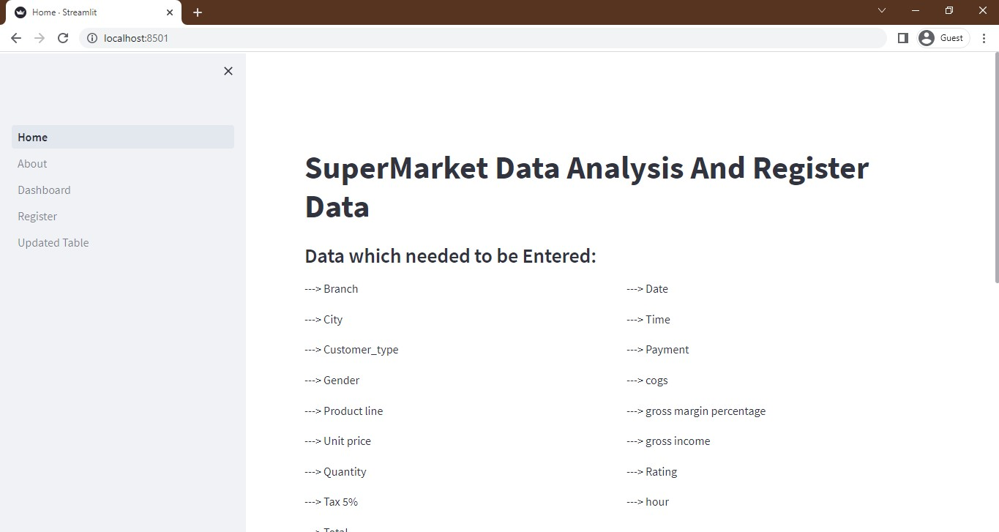 Home · Streamlit
localhost:8501
Guest
Home
About
Dashboard
Register
Updated Table
SuperMarket Data Analysis And Register
Data
Data which needed to be Entered:
---> Branch
---> City
---> Customer_type
---> Gender
---> Product line
---> Unit price
---> Quantity
---> Tax 5%
---> Total
---> Date
---> Time
---> Payment
---> cogs
---> gross margin percentage
---> gross income
---> Rating
---> hour